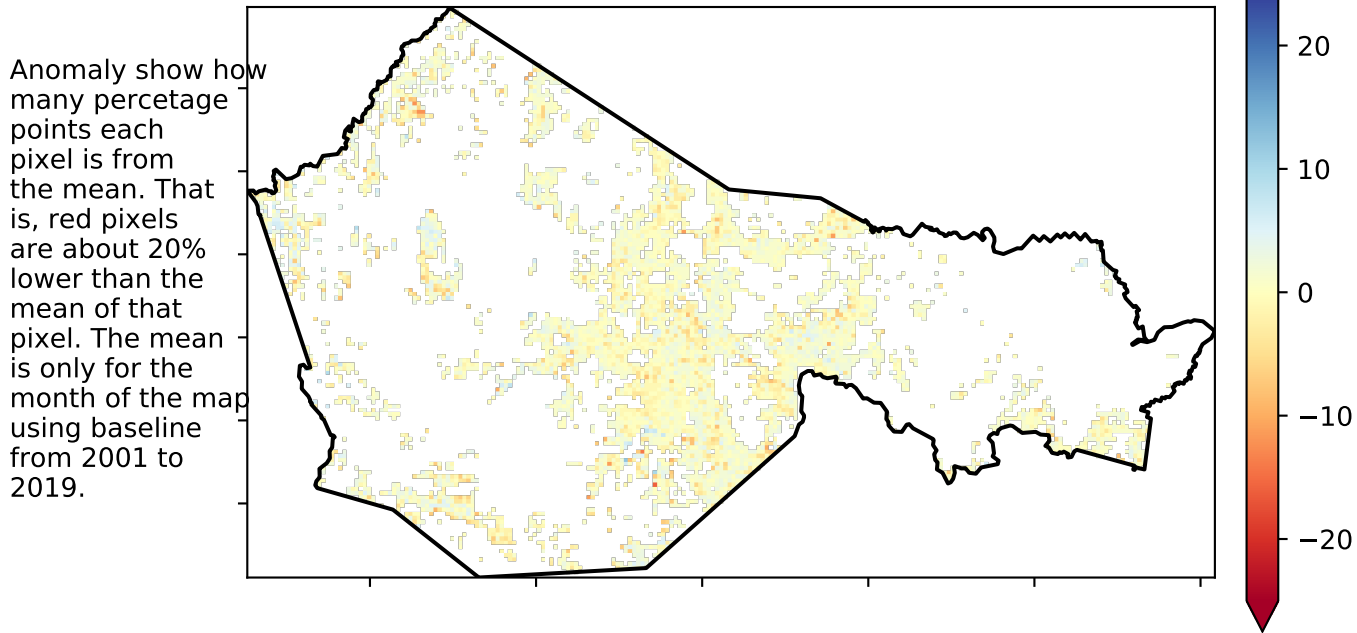 Anomaly show how
many percetage
points each
pixel is from
the mean. That
is, red pixels
are about 20%
lower than the
mean of that
pixel. The mean
is only for the
month of the map
using baseline
from 2001 to
2019.
20
10
0
−10
−20